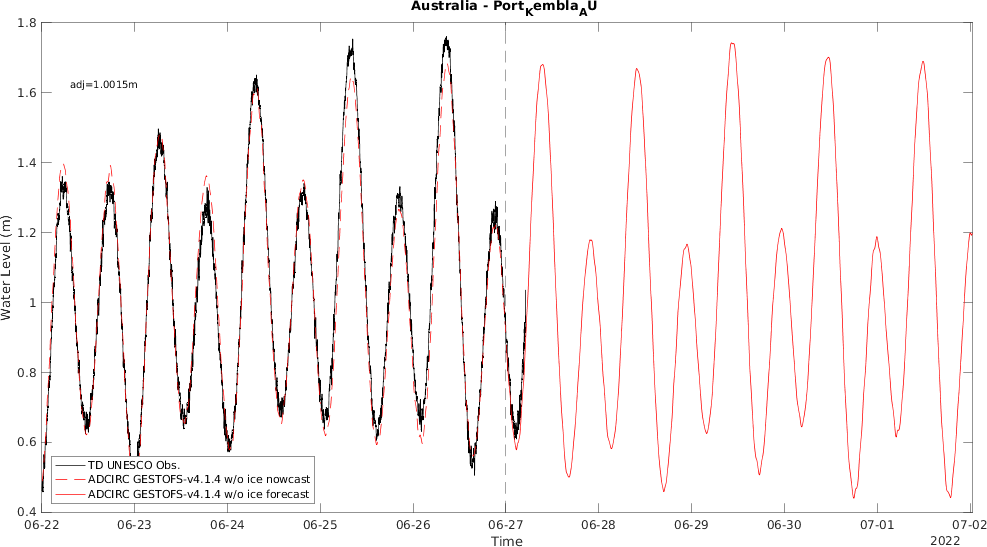 Australia - Port_Kembla_AU
1.8
adj=1.0015m
1.6
1.4
1.2
Water Level (m)
1
0.8
0.6
TD UNESCO Obs.
ADCIRC GESTOFS-v4.1.4 w/o ice nowcast
ADCIRC GESTOFS-v4.1.4 w/o ice forecast
0.4
06-22 06-23 06-24 06-25 06-26 06-27 06-28 06-29 06-30 07-01 07-02
Time
2022